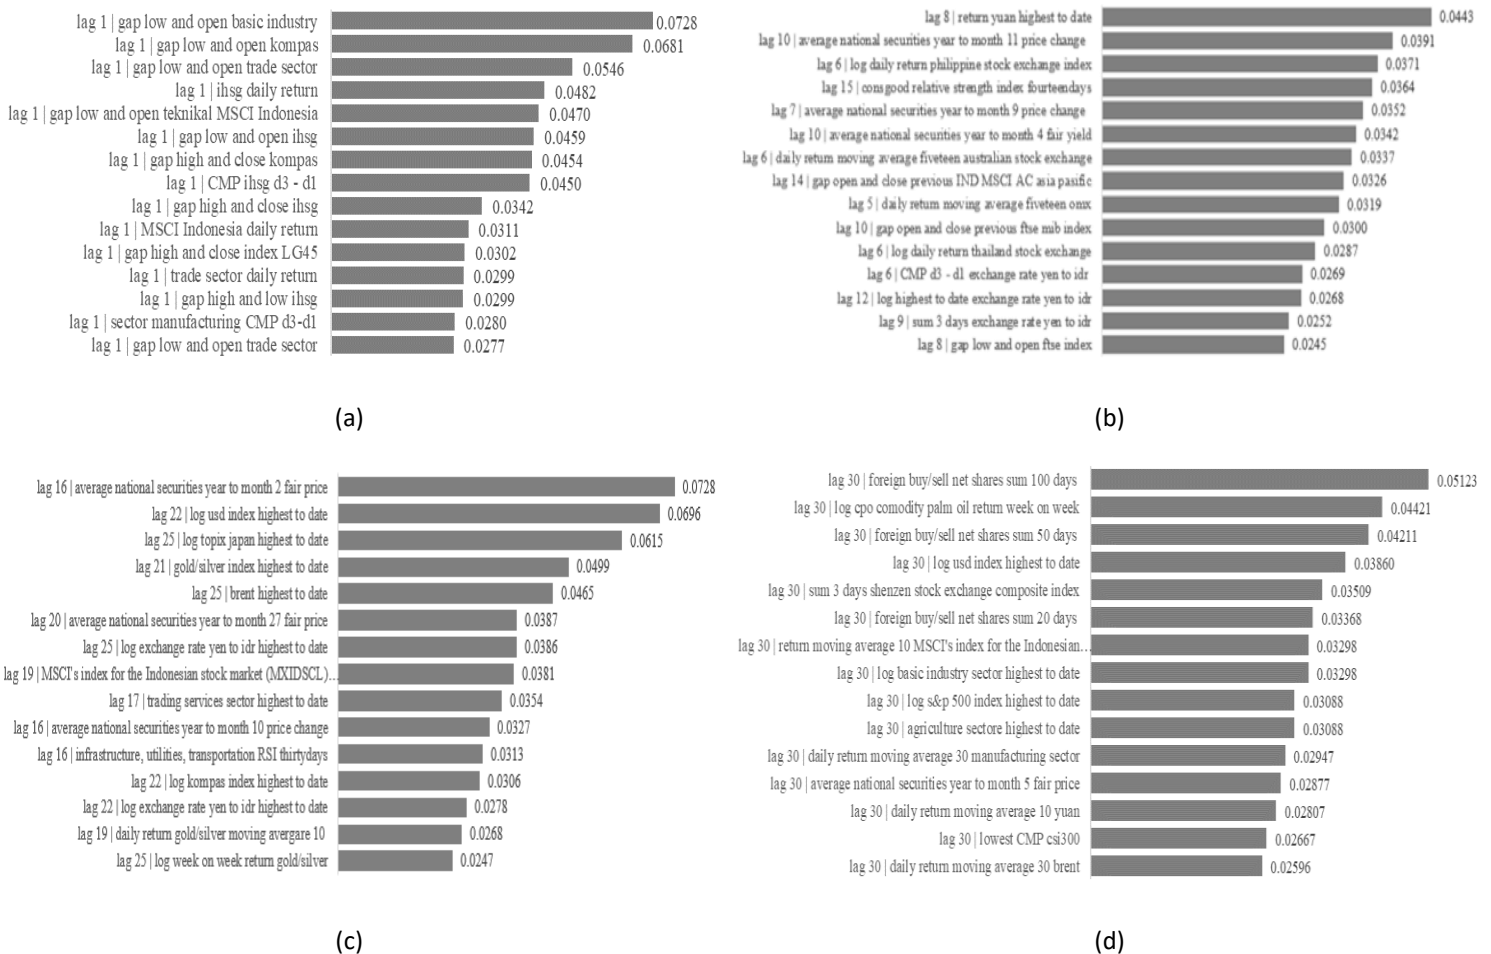 lag 1 | gap low and open basic industry 0.0728
lag 1 | gap low and open kompas 0.0681
lag 1 | gap low and open trade sector 0.0546
lag 1 | ihsg daily return 0.0482
lag 1 | gap low and open teknikal MSCI Indonesia 0.0470
lag 1 | gap low and open ihsg 0.0459
lag 1 | gap high and close kompas 0.0454
lag 1 | CMP ihsg d3 - d1 0.0450
lag 1 | gap high and close ihsg 0.0342
lag 1 | MSCI Indonesia daily return 0.0311
lag 1 | gap high and close index LG45 0.0302
lag 1 | trade sector daily return 0.0299
lag 1 | gap high and low ihsg 0.0299
lag 1 | sector manufacturing CMP d3-d1 0.0280
lag 1 | gap low and open trade sector 0.0277
(a)
lag 8 | return yuan highest to date 0.0443
lag 10 | average national securities year to month 11 price change 0.0391
lag 6 | log daily return philippine stock exchange index 0.0371
lag 15 | consgood relative strength index fourteendays 0.0364
lag 7 | average national securities year to month 9 price change 0.0352
lag 10 | average national securities year to month 4 fair yield 0.0342
lag 6 | daily return moving average fiveteen australian stock exchange 0.0337
lag 14 | gap open and close previous IND MSCI AC asia pasific 0.0326
lag 5 | daily return moving average fiveteen omx 0.0319
lag 10 | gap open and close previous ftse mib index 0.0300
lag 6 | log daily return thailand stock exchange 0.0287
lag 6 | CMP d3 - d1 exchange rate yen to idr 0.0269
lag 12 | log highest to date exchange rate yen to idr 0.0268
lag 9 | sum 3 days exchange rate yen to idr 0.0252
lag 8 | gap low and open ftse index 0.0245
(b)
lag 16 | average national securities year to month 2 fair price 0.0728
lag 22 | log usd index highest to date 0.0696
lag 25 | log topix japan highest to date 0.0615
lag 21 | gold/silver index highest to date 0.0499
lag 25 | brent highest to date 0.0465
lag 20 | average national securities year to month 27 fair price 0.0387
lag 25 | log exchange rate yen to idr highest to date 0.0386
lag 19 | MSCI's index for the Indonesian stock market (MXIDSCL)... 0.0381
lag 17 | trading services sector highest to date 0.0354
lag 16 | average national securities year to month 10 price change 0.0327
lag 16 | infrastructure, utilities, transportation RSI thirtydays 0.0313
lag 22 | log kompas index highest to date 0.0306
lag 22 | log exchange rate yen to idr highest to date 0.0278
lag 19 | daily return gold/silver moving avergare 10 0.0268
lag 25 | log week on week return gold/silver 0.0247
(c)
lag 30 | foreign buy/sell net shares sum 100 days 0.05123
lag 30 | log cpo comodity palm oil return week on week 0.04421
lag 30 | foreign buy/sell net shares sum 50 days 0.04211
lag 30 | log usd index highest to date 0.03860
lag 30 | sum 3 days shenzen stock exchange composite index 0.03509
lag 30 | foreign buy/sell net shares sum 20 days 0.03368
lag 30 | return moving average 10 MSCI's index for the Indonesian... 0.03298
lag 30 | log basic industry sector highest to date 0.03298
lag 30 | log s&p 500 index highest to date 0.03088
lag 30 | agriculture sectore highest to date 0.03088
lag 30 | daily return moving average 30 manufacturing sector 0.02947
lag 30 | average national securities year to month 5 fair price 0.02877
lag 30 | daily return moving average 10 yuan 0.02807
lag 30 | lowest CMP csi300 0.02667
lag 30 | daily return moving average 30 brent 0.02596
(d)